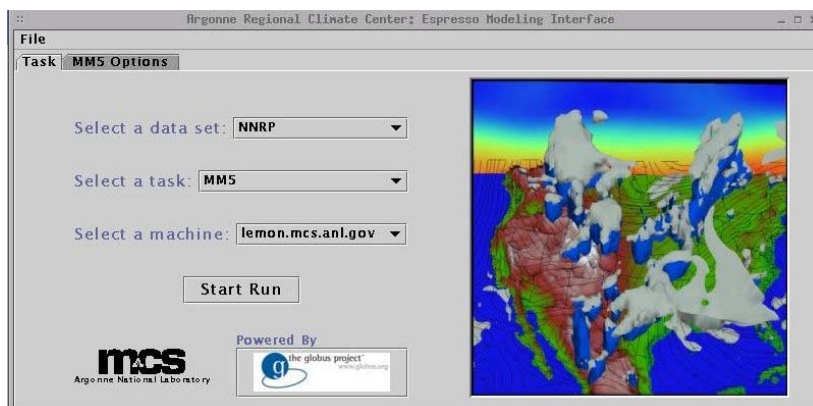 Argonne Regional Climate Center: Espresso Modeling Interface
File
Task MM5 Options
Select a data set: NNRP
Select a task: MM5
Select a machine: lemon.mcs.anl.gov
Start Run
Powered By
mcs
Argonne National Laboratory
g the globus project™
www.globus.org